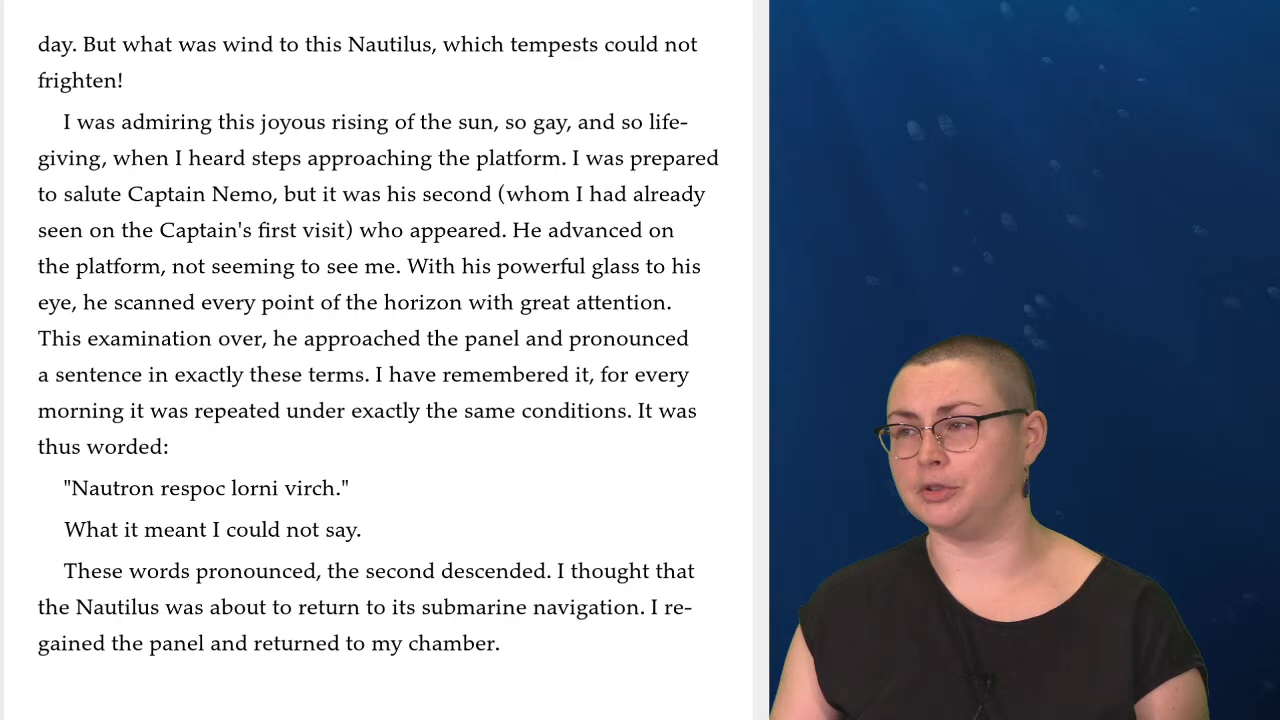 day. But what was wind to this Nautilus, which tempests could not
frighten!
I was admiring this joyous rising of the sun, so gay, and so life-
giving, when I heard steps approaching the platform. I was prepared
to salute Captain Nemo, but it was his second (whom I had already
seen on the Captain's first visit) who appeared. He advanced on
the platform, not seeming to see me. With his powerful glass to his
eye, he scanned every point of the horizon with great attention.
This examination over, he approached the panel and pronounced
a sentence in exactly these terms. I have remembered it, for every
morning it was repeated under exactly the same conditions. It was
thus worded:
"Nautron respoc lorni virch."
What it meant I could not say.
These words pronounced, the second descended. I thought that
the Nautilus was about to return to its submarine navigation. I re-
gained the panel and returned to my chamber.